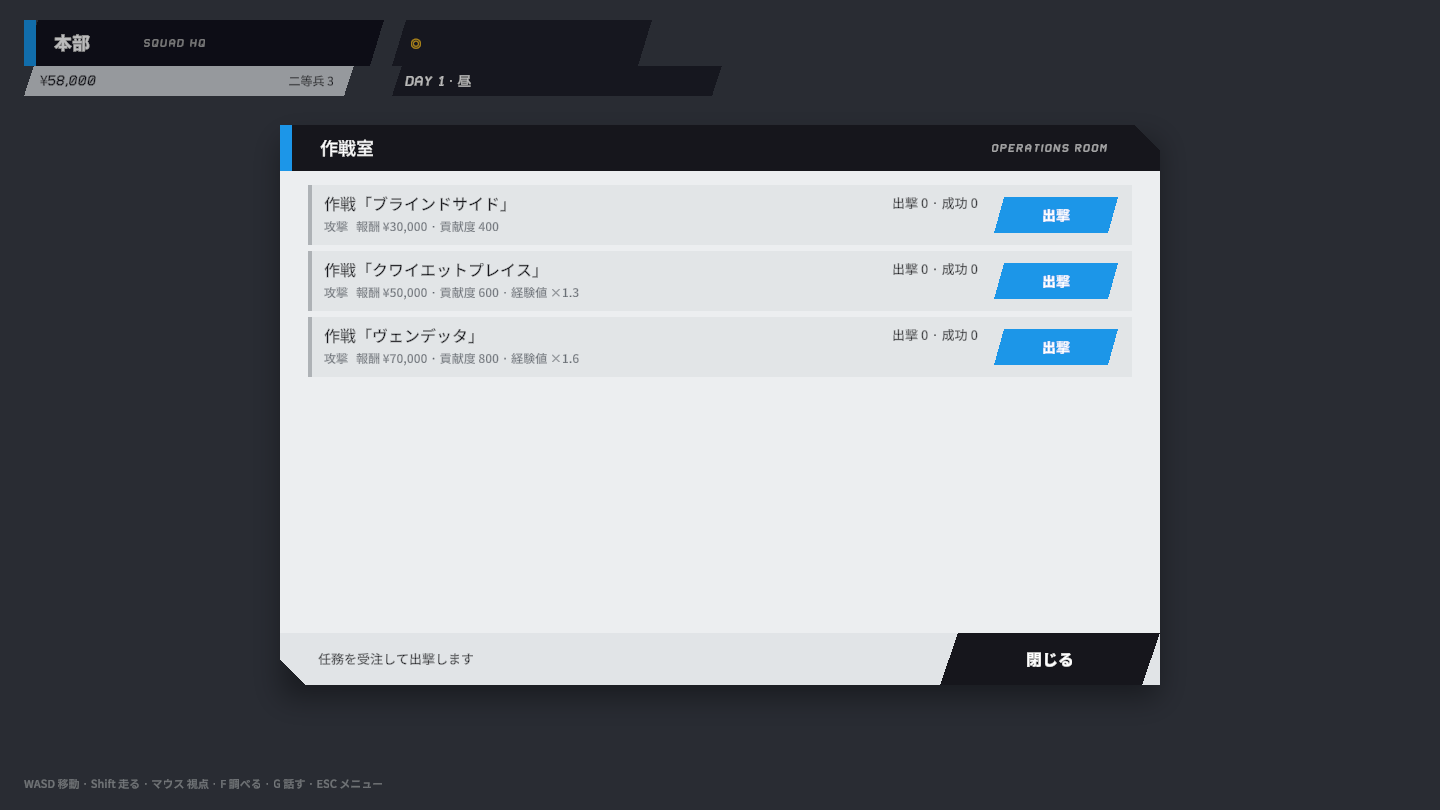 本部 SQUAD HQ
◎
¥58,000 二等兵 3
DAY 1・昼
作戦室 OPERATIONS ROOM
作戦「ブラインドサイド」 出撃 0・成功 0 出撃
攻撃 報酬 ¥30,000・貢献度 400
作戦「クワイエットプレイス」 出撃 0・成功 0 出撃
攻撃 報酬 ¥50,000・貢献度 600・経験値 ×1.3
作戦「ヴェンデッタ」 出撃 0・成功 0 出撃
攻撃 報酬 ¥70,000・貢献度 800・経験値 ×1.6
任務を受注して出撃します 閉じる
WASD 移動・Shift 走る・マウス 視点・F 調べる・G 話す・ESC メニュー